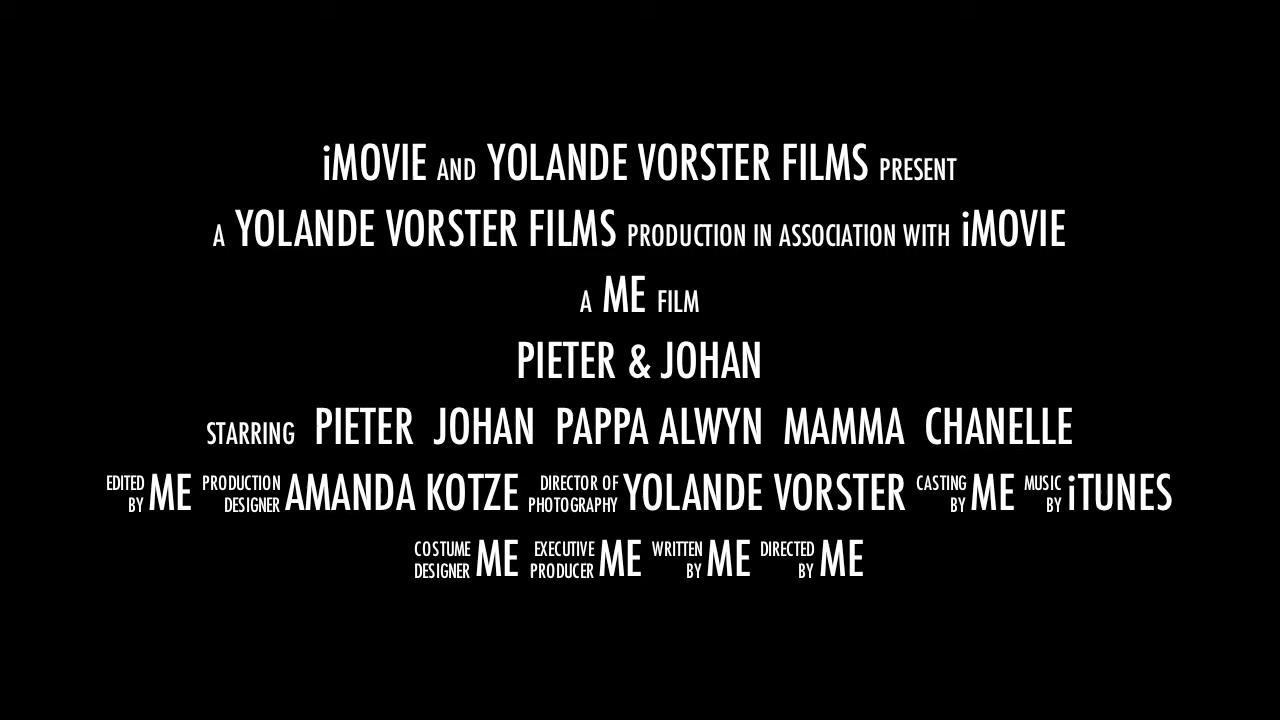 iMOVIE AND YOLANDE VORSTER FILMS PRESENT
A YOLANDE VORSTER FILMS PRODUCTION IN ASSOCIATION WITH iMOVIE
A ME FILM
PIETER & JOHAN
STARRING PIETER JOHAN PAPPA ALWYN MAMMA CHANELLE
EDITED BY ME PRODUCTION DESIGNER AMANDA KOTZE DIRECTOR OF PHOTOGRAPHY YOLANDE VORSTER CASTING BY ME MUSIC BY iTUNES
COSTUME DESIGNER ME EXECUTIVE PRODUCER ME WRITTEN BY ME DIRECTED BY ME